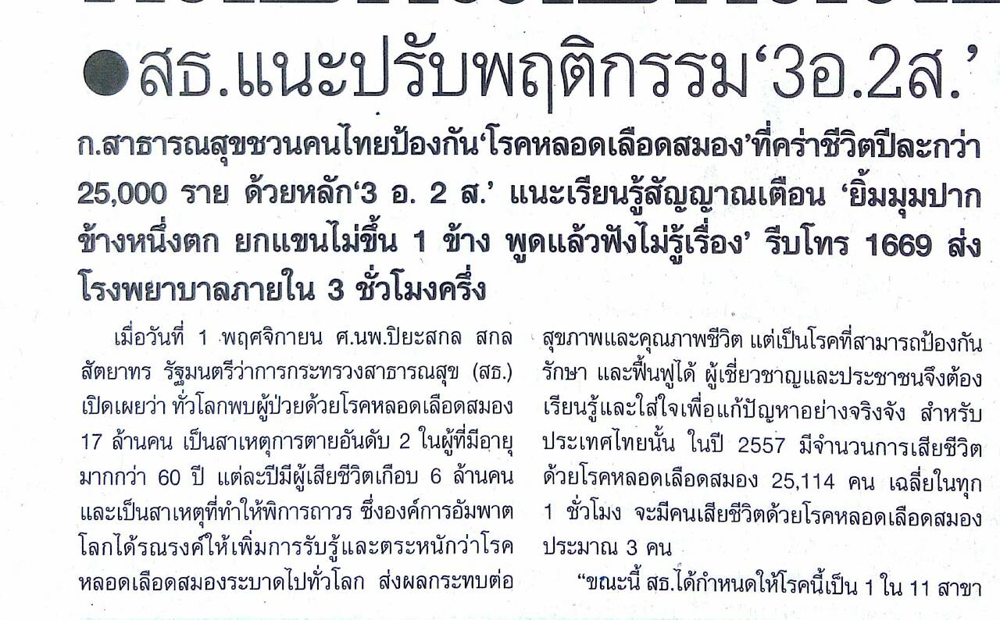 ●สธ.แนะปรับพฤติกรรม‘3อ.2ส.’
ก.สาธารณสุขชวนคนไทยป้องกัน‘โรคหลอดเลือดสมอง’ที่คร่าชีวิตปีละกว่า
25,000 ราย ด้วยหลัก‘3 อ. 2 ส.’ แนะเรียนรู้สัญญาณเตือน ‘ยิ้มมุมปาก
ข้างหนึ่งตก ยกแขนไม่ขึ้น 1 ข้าง พูดแล้วฟังไม่รู้เรื่อง’ รีบโทร 1669 ส่ง
โรงพยาบาลภายใน 3 ชั่วโมงครึ่ง
เมื่อวันที่ 1 พฤศจิกายน ศ.นพ.ปิยะสกล สกล
สัตยาทร รัฐมนตรีว่าการกระทรวงสาธารณสุข (สธ.)
เปิดเผยว่า ทั่วโลกพบผู้ป่วยด้วยโรคหลอดเลือดสมอง
17 ล้านคน เป็นสาเหตุการตายอันดับ 2 ในผู้ที่มีอายุ
มากกว่า 60 ปี แต่ละปีมีผู้เสียชีวิตเกือบ 6 ล้านคน
และเป็นสาเหตุที่ทำให้พิการถาวร ซึ่งองค์การอัมพาต
โลกได้รณรงค์ให้เพิ่มการรับรู้และตระหนักว่าโรค
หลอดเลือดสมองระบาดไปทั่วโลก ส่งผลกระทบต่อ
สุขภาพและคุณภาพชีวิต แต่เป็นโรคที่สามารถป้องกัน
รักษา และฟื้นฟูได้ ผู้เชี่ยวชาญและประชาชนจึงต้อง
เรียนรู้และใส่ใจเพื่อแก้ปัญหาอย่างจริงจัง สำหรับ
ประเทศไทยนั้น ในปี 2557 มีจำนวนการเสียชีวิต
ด้วยโรคหลอดเลือดสมอง 25,114 คน เฉลี่ยในทุก
1 ชั่วโมง จะมีคนเสียชีวิตด้วยโรคหลอดเลือดสมอง
ประมาณ 3 คน
“ขณะนี้ สธ.ได้กำหนดให้โรคนี้เป็น 1 ใน 11 สาขา